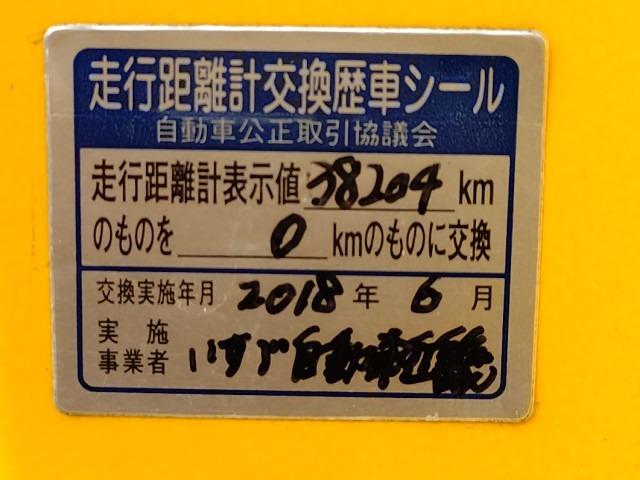 走行距離計交換歴車シール
自動車公正取引協議会
走行距離計表示値 38204 km
のものを 0 kmのものに交換
交換実施年月 2018 年 6 月
実施
事業者 いすゞ自動車近畿